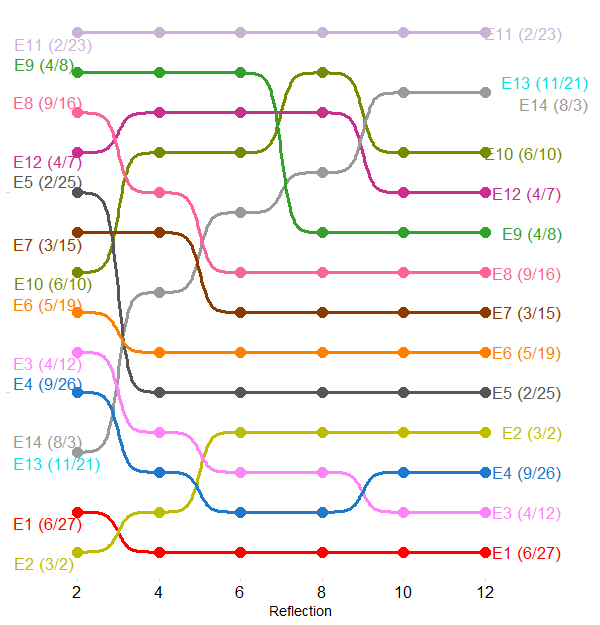 E11 (2/23)
E9 (4/8)
E8 (9/16)
E12 (4/7)
E5 (2/25)
E7 (3/15)
E10 (6/10)
E6 (5/19)
E3 (4/12)
E4 (9/26)
E14 (8/3)
E13 (11/21)
E1 (6/27)
E2 (3/2)
E11 (2/23)
E13 (11/21)
E14 (8/3)
E10 (6/10)
E12 (4/7)
E9 (4/8)
E8 (9/16)
E7 (3/15)
E6 (5/19)
E5 (2/25)
E2 (3/2)
E4 (9/26)
E3 (4/12)
E1 (6/27)
2 4 6 8 10 12
Reflection